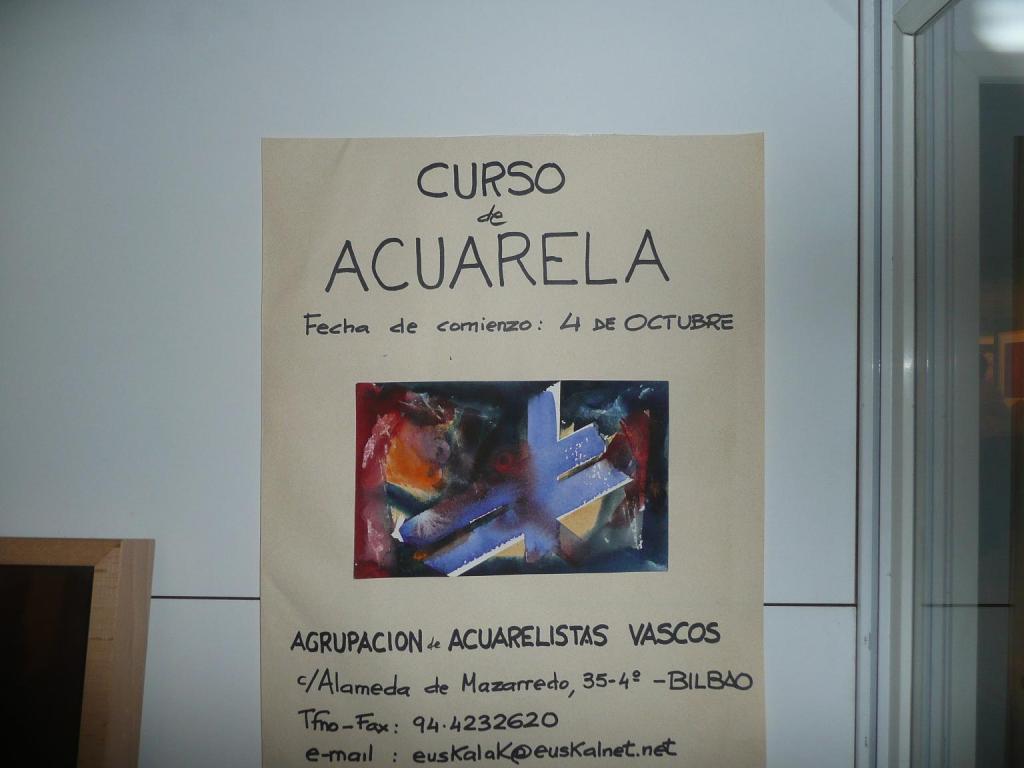 CURSO
de
ACUARELA
Fecha de comienzo: 4 DE OCTUBRE
AGRUPACION de ACUARELISTAS VASCOS
c/Alameda de Mazarredo, 35-4º - BILBAO
Tfno-Fax: 94.4232620
e-mail : euskalak@euskalnet.net